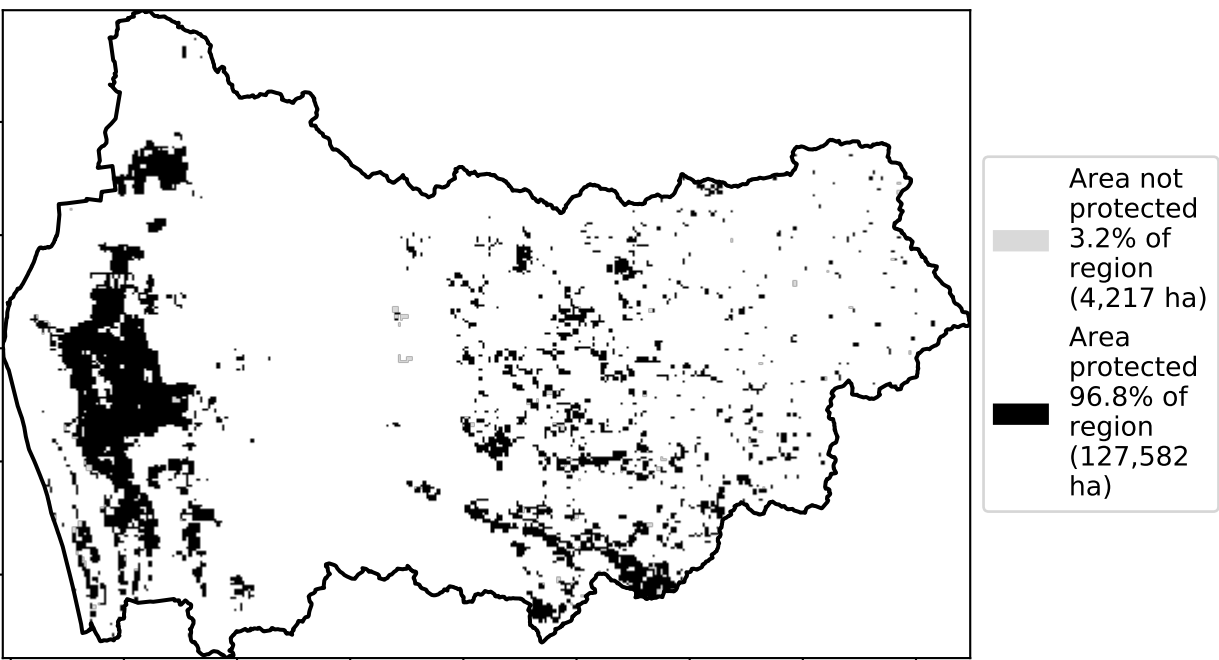 Area not
protected
3.2% of
region
(4,217 ha)
Area
protected
96.8% of
region
(127,582
ha)